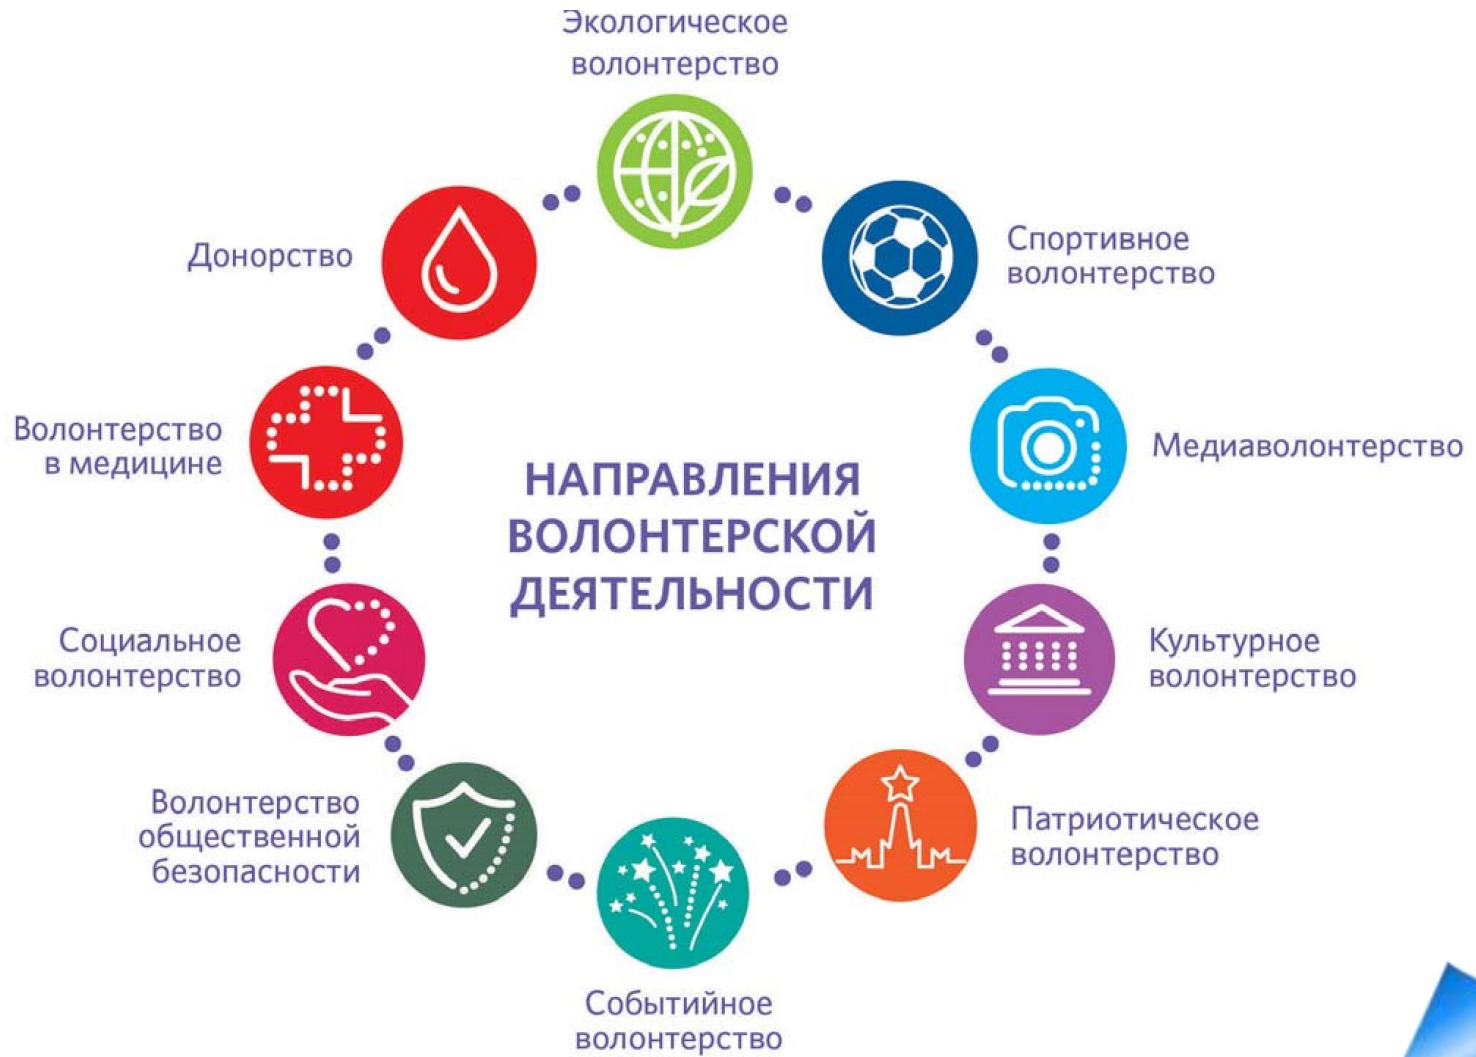 Экологическое
волонтерство
Донорство
Спортивное
волонтерство
Волонтерство
в медицине
Медиаволонтерство
НАПРАВЛЕНИЯ
ВОЛОНТЕРСКОЙ
ДЕЯТЕЛЬНОСТИ
Социальное
волонтерство
Культурное
волонтерство
Волонтерство
общественной
безопасности
Патриотическое
волонтерство
Событийное
волонтерство